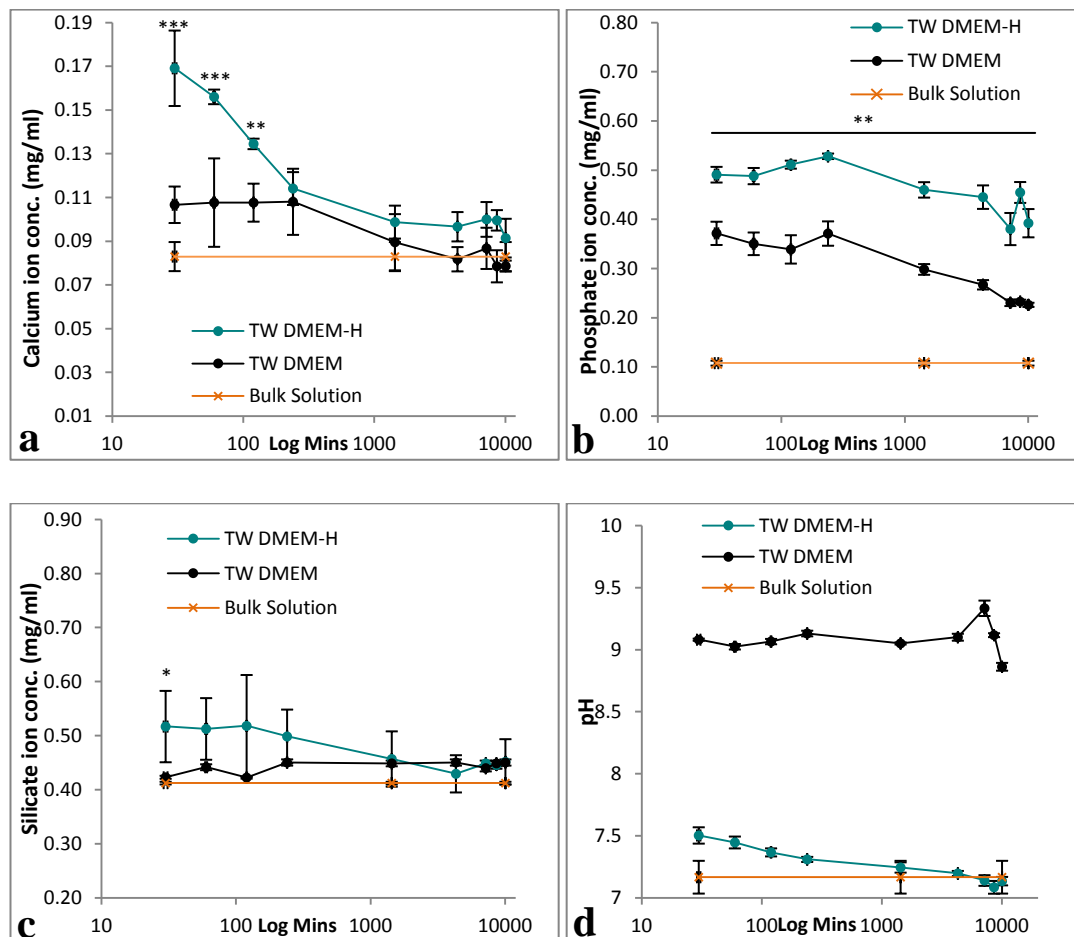 ***
***
**
0.19
0.17
0.15
0.13
0.11
0.09
0.07
0.05
0.03
0.01
Calcium ion conc. (mg/ml)
TW DMEM-H
TW DMEM
Bulk Solution
10
100
Log Mins
1000
10000
a
TW DMEM-H
TW DMEM
Bulk Solution
**
0.80
0.70
0.60
0.50
0.40
0.30
0.20
0.10
0.00
Phosphate ion conc. (mg/ml)
10
100
Log Mins
1000
10000
b
TW DMEM-H
TW DMEM
Bulk Solution
*
0.90
0.80
0.70
0.60
0.50
0.40
0.30
0.20
Silicate ion conc. (mg/ml)
10
100
Log Mins
1000
10000
c
TW DMEM-H
TW DMEM
Bulk Solution
10
9.5
9
8.5
8
7.5
7
pH
10
100
Log Mins
1000
10000
d